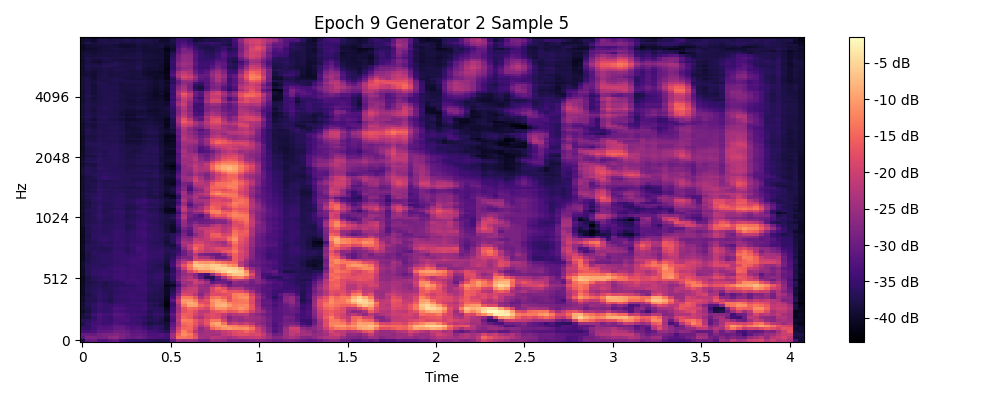 Epoch 9 Generator 2 Sample 5
Hz
4096
2048
1024
512
0
0
0.5
1
1.5
2
2.5
3
3.5
4
Time
-5 dB
-10 dB
-15 dB
-20 dB
-25 dB
-30 dB
-35 dB
-40 dB